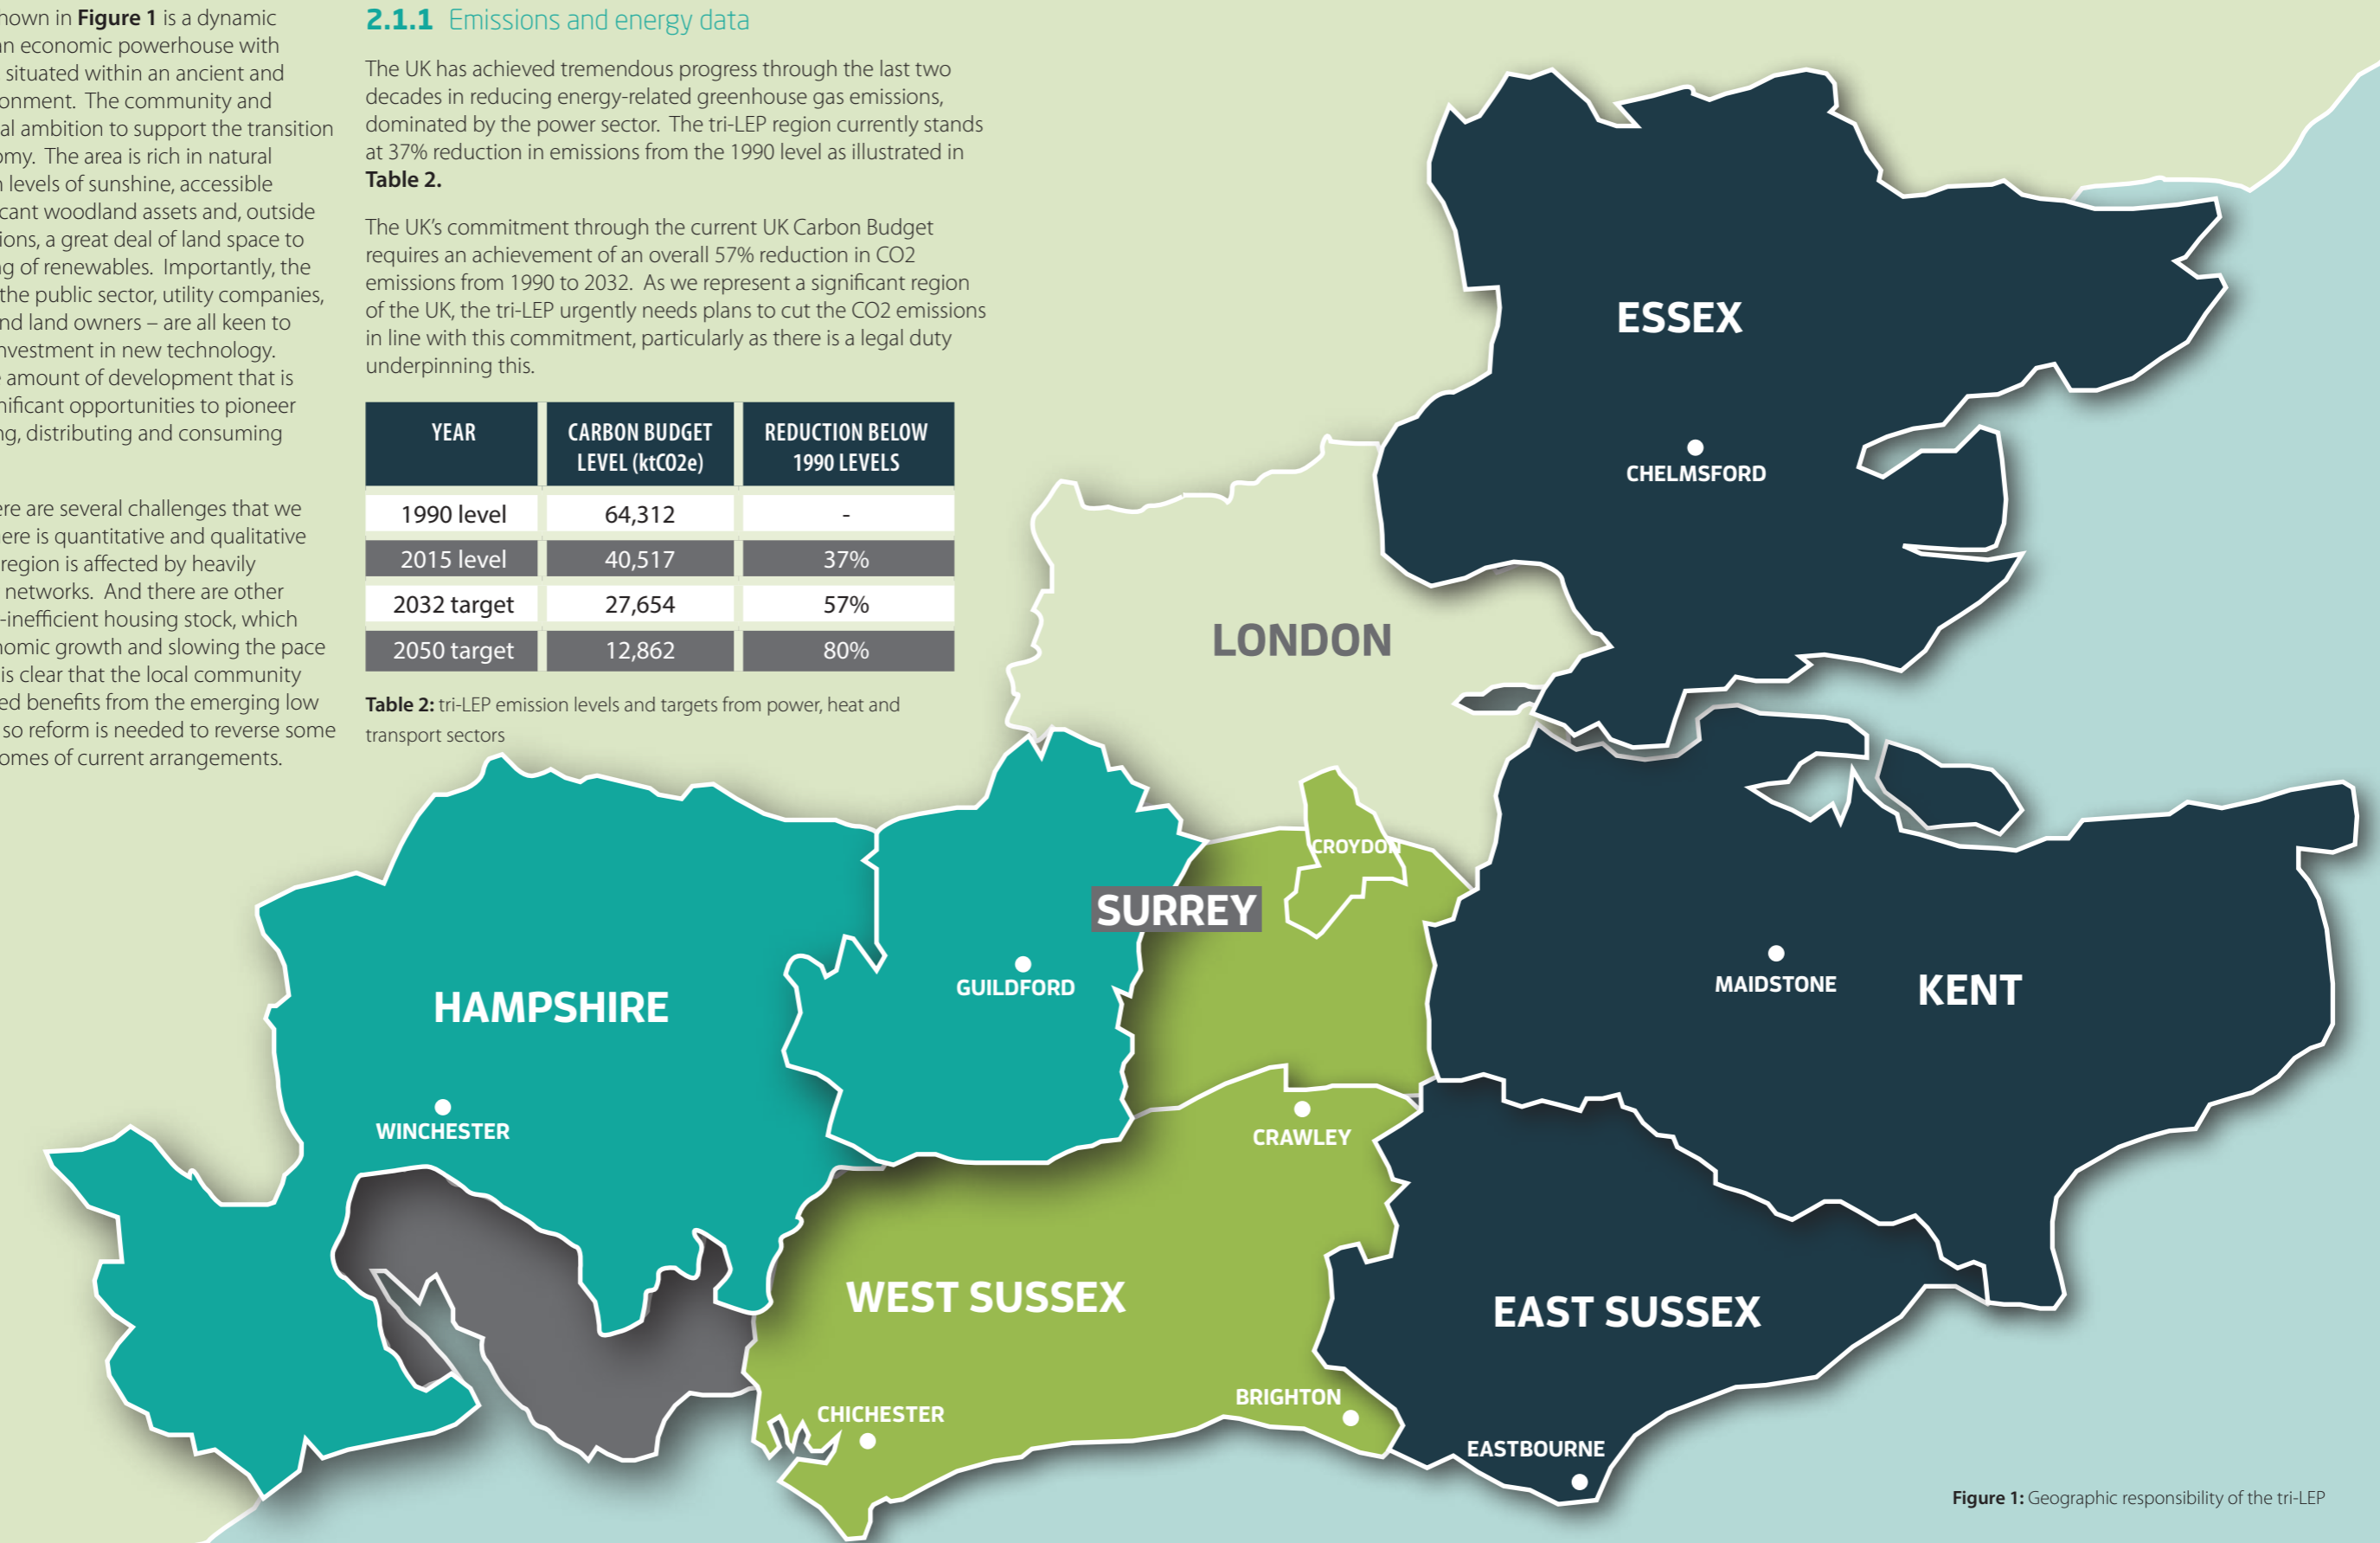 hown in Figure 1 is a dynamic
an economic powerhouse with
situated within an ancient and
onment. The community and
al ambition to support the transition
omy. The area is rich in natural
levels of sunshine, accessible
cant woodland assets and, outside
ions, a great deal of land space to
g of renewables. Importantly, the
the public sector, utility companies,
nd land owners – are all keen to
nvestment in new technology.
amount of development that is
nificant opportunities to pioneer
ng, distributing and consuming
ere are several challenges that we
ere is quantitative and qualitative
region is affected by heavily
networks. And there are other
-inefficient housing stock, which
nomic growth and slowing the pace
is clear that the local community
ed benefits from the emerging low
so reform is needed to reverse some
omes of current arrangements.
2.1.1 Emissions and energy data
The UK has achieved tremendous progress through the last two
decades in reducing energy-related greenhouse gas emissions,
dominated by the power sector. The tri-LEP region currently stands
at 37% reduction in emissions from the 1990 level as illustrated in
Table 2.
The UK's commitment through the current UK Carbon Budget
requires an achievement of an overall 57% reduction in CO2
emissions from 1990 to 2032. As we represent a significant region
of the UK, the tri-LEP urgently needs plans to cut the CO2 emissions
in line with this commitment, particularly as there is a legal duty
underpinning this.
YEAR CARBON BUDGET REDUCTION BELOW
LEVEL (ktCO2e) 1990 LEVELS
1990 level 64,312 -
2015 level 40,517 37%
2032 target 27,654 57%
2050 target 12,862 80%
Table 2: tri-LEP emission levels and targets from power, heat and
transport sectors
ESSEX
CHELMSFORD
LONDON
CROYDON
SURREY
GUILDFORD
MAIDSTONE
KENT
HAMPSHIRE
WINCHESTER
CRAWLEY
WEST SUSSEX
EAST SUSSEX
BRIGHTON
CHICHESTER
EASTBOURNE
Figure 1: Geographic responsibility of the tri-LEP